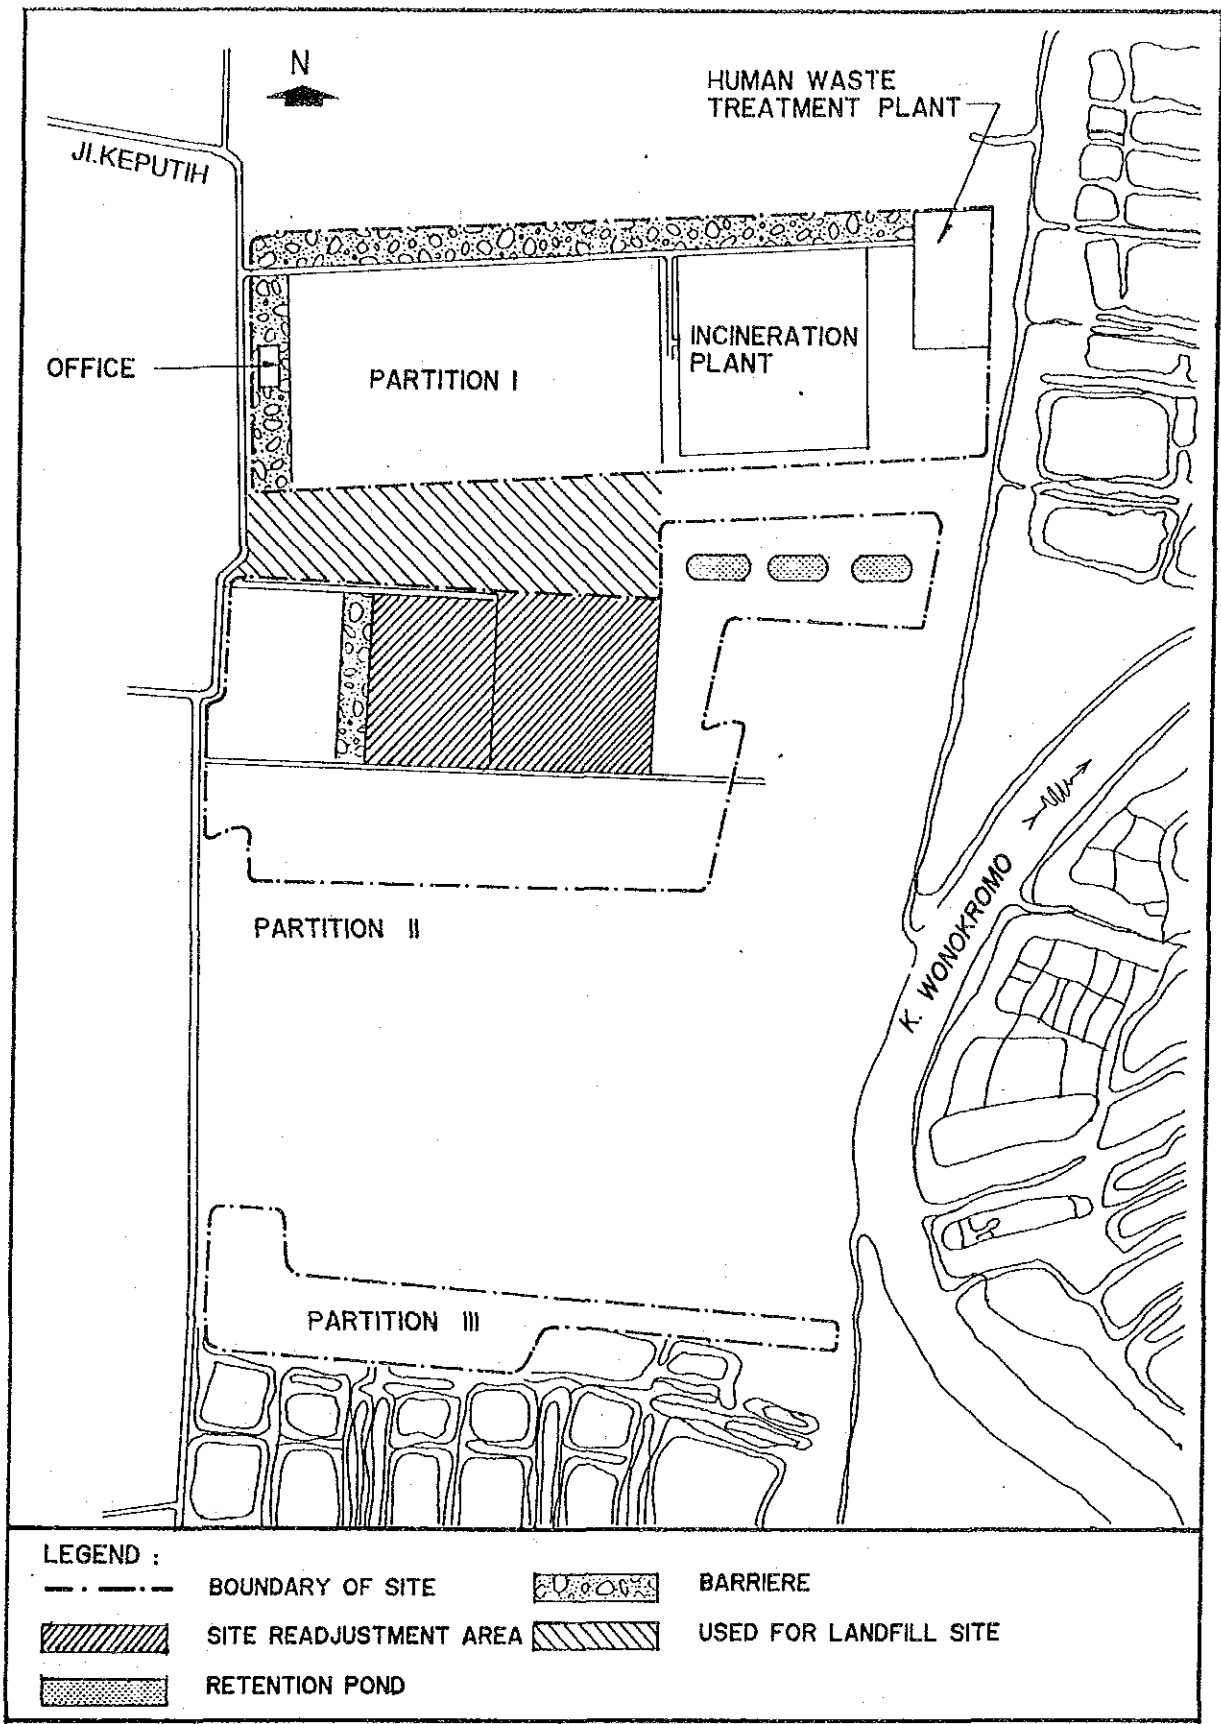 N
HUMAN WASTE
TREATMENT PLANT
Jl.KEPUTIH
OFFICE
PARTITION I
INCINERATION
PLANT
K. WONOKROMO
PARTITION II
PARTITION III
LEGEND :
BOUNDARY OF SITE
BARRIERE
SITE READJUSTMENT AREA
USED FOR LANDFILL SITE
RETENTION POND